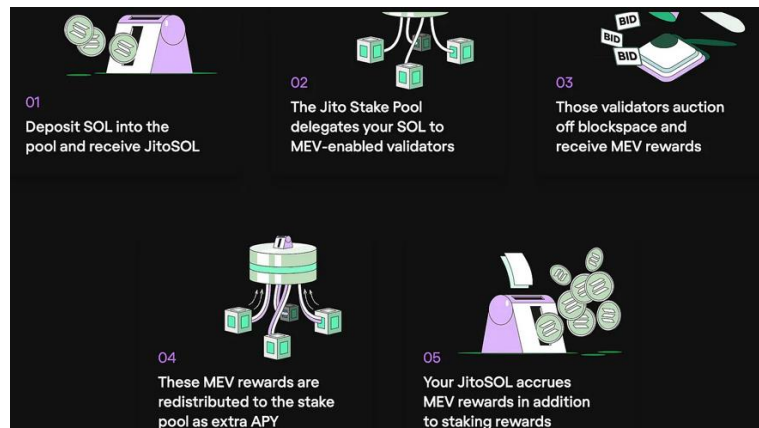 BID
BID
BID
01
Deposit SOL into the
pool and receive JitoSOL
02
The Jito Stake Pool
delegates your SOL to
MEV-enabled validators
03
Those validators auction
off blockspace and
receive MEV rewards
04
These MEV rewards are
redistributed to the stake
pool as extra APY
05
Your JitoSOL accrues
MEV rewards in addition
to staking rewards